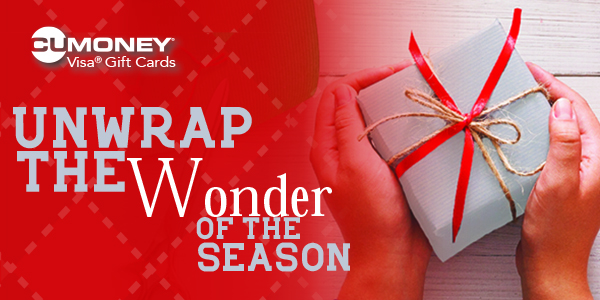 CUMONEY®
Visa® Gift Cards
UNWRAP
THE Wonder
OF THE
SEASON